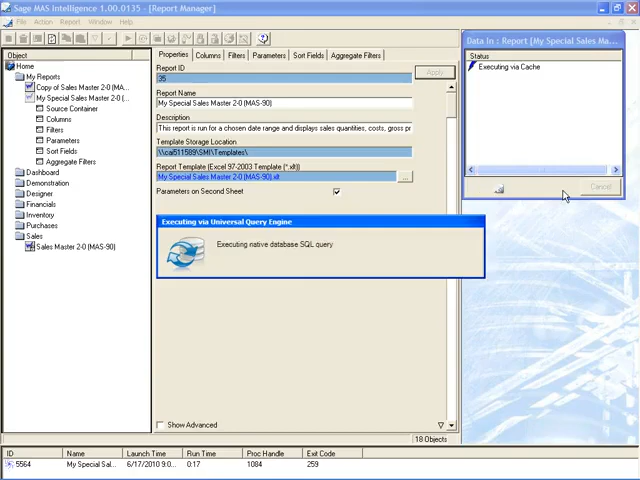 Sage MAS Intelligence 1.00.0135 - [Report Manager]
File Action Report Window Help
Object
Home
My Reports
Copy of Sales Master 2-0 (MA...
My Special Sales Master 2-0 (...
Source Container
Columns
Filters
Parameters
Sort Fields
Aggregate Filters
Dashboard
Demonstration
Designer
Financials
Inventory
Purchases
Sales
Sales Master 2-0 (MAS-90)
Properties Columns Filters Parameters Sort Fields Aggregate Filters
Report ID
35
Apply
Report Name
My Special Sales Master 2-0 (MAS-90)
Description
This report is run for a chosen date range and displays sales quantities, costs, gross pr
Template Storage Location
\\cai511589\SMI\Templates\
Report Template (Excel 97-2003 Template (*.xlt)
My Special Sales Master 2-0 (MAS-90).xlt
...
Parameters on Second Sheet
Executing via Universal Query Engine
Executing native database SQL query
Show Advanced
18 Objects
Data In : Report [My Special Sales Ma...
Status
Executing via Cache
Cancel
ID Name Launch Time Run Time Proc Handle Exit Code
5564 My Special Sal... 6/17/2010 9:0... 0:17 1084 259